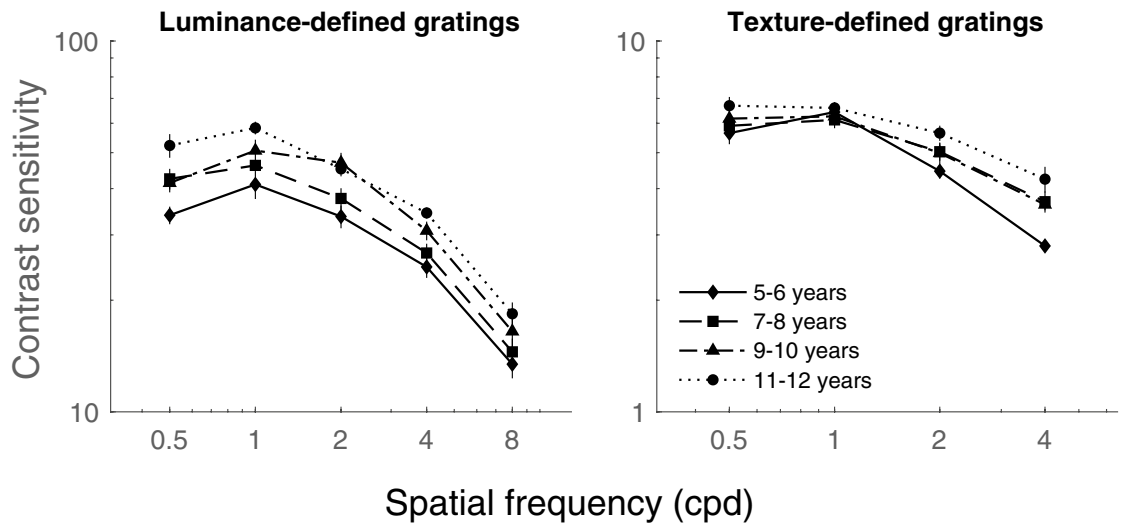 Luminance-defined gratings
Texture-defined gratings
Contrast sensitivity
100
10
0.5 1 2 4 8
10
1
0.5 1 2 4
5-6 years
7-8 years
9-10 years
11-12 years
Spatial frequency (cpd)